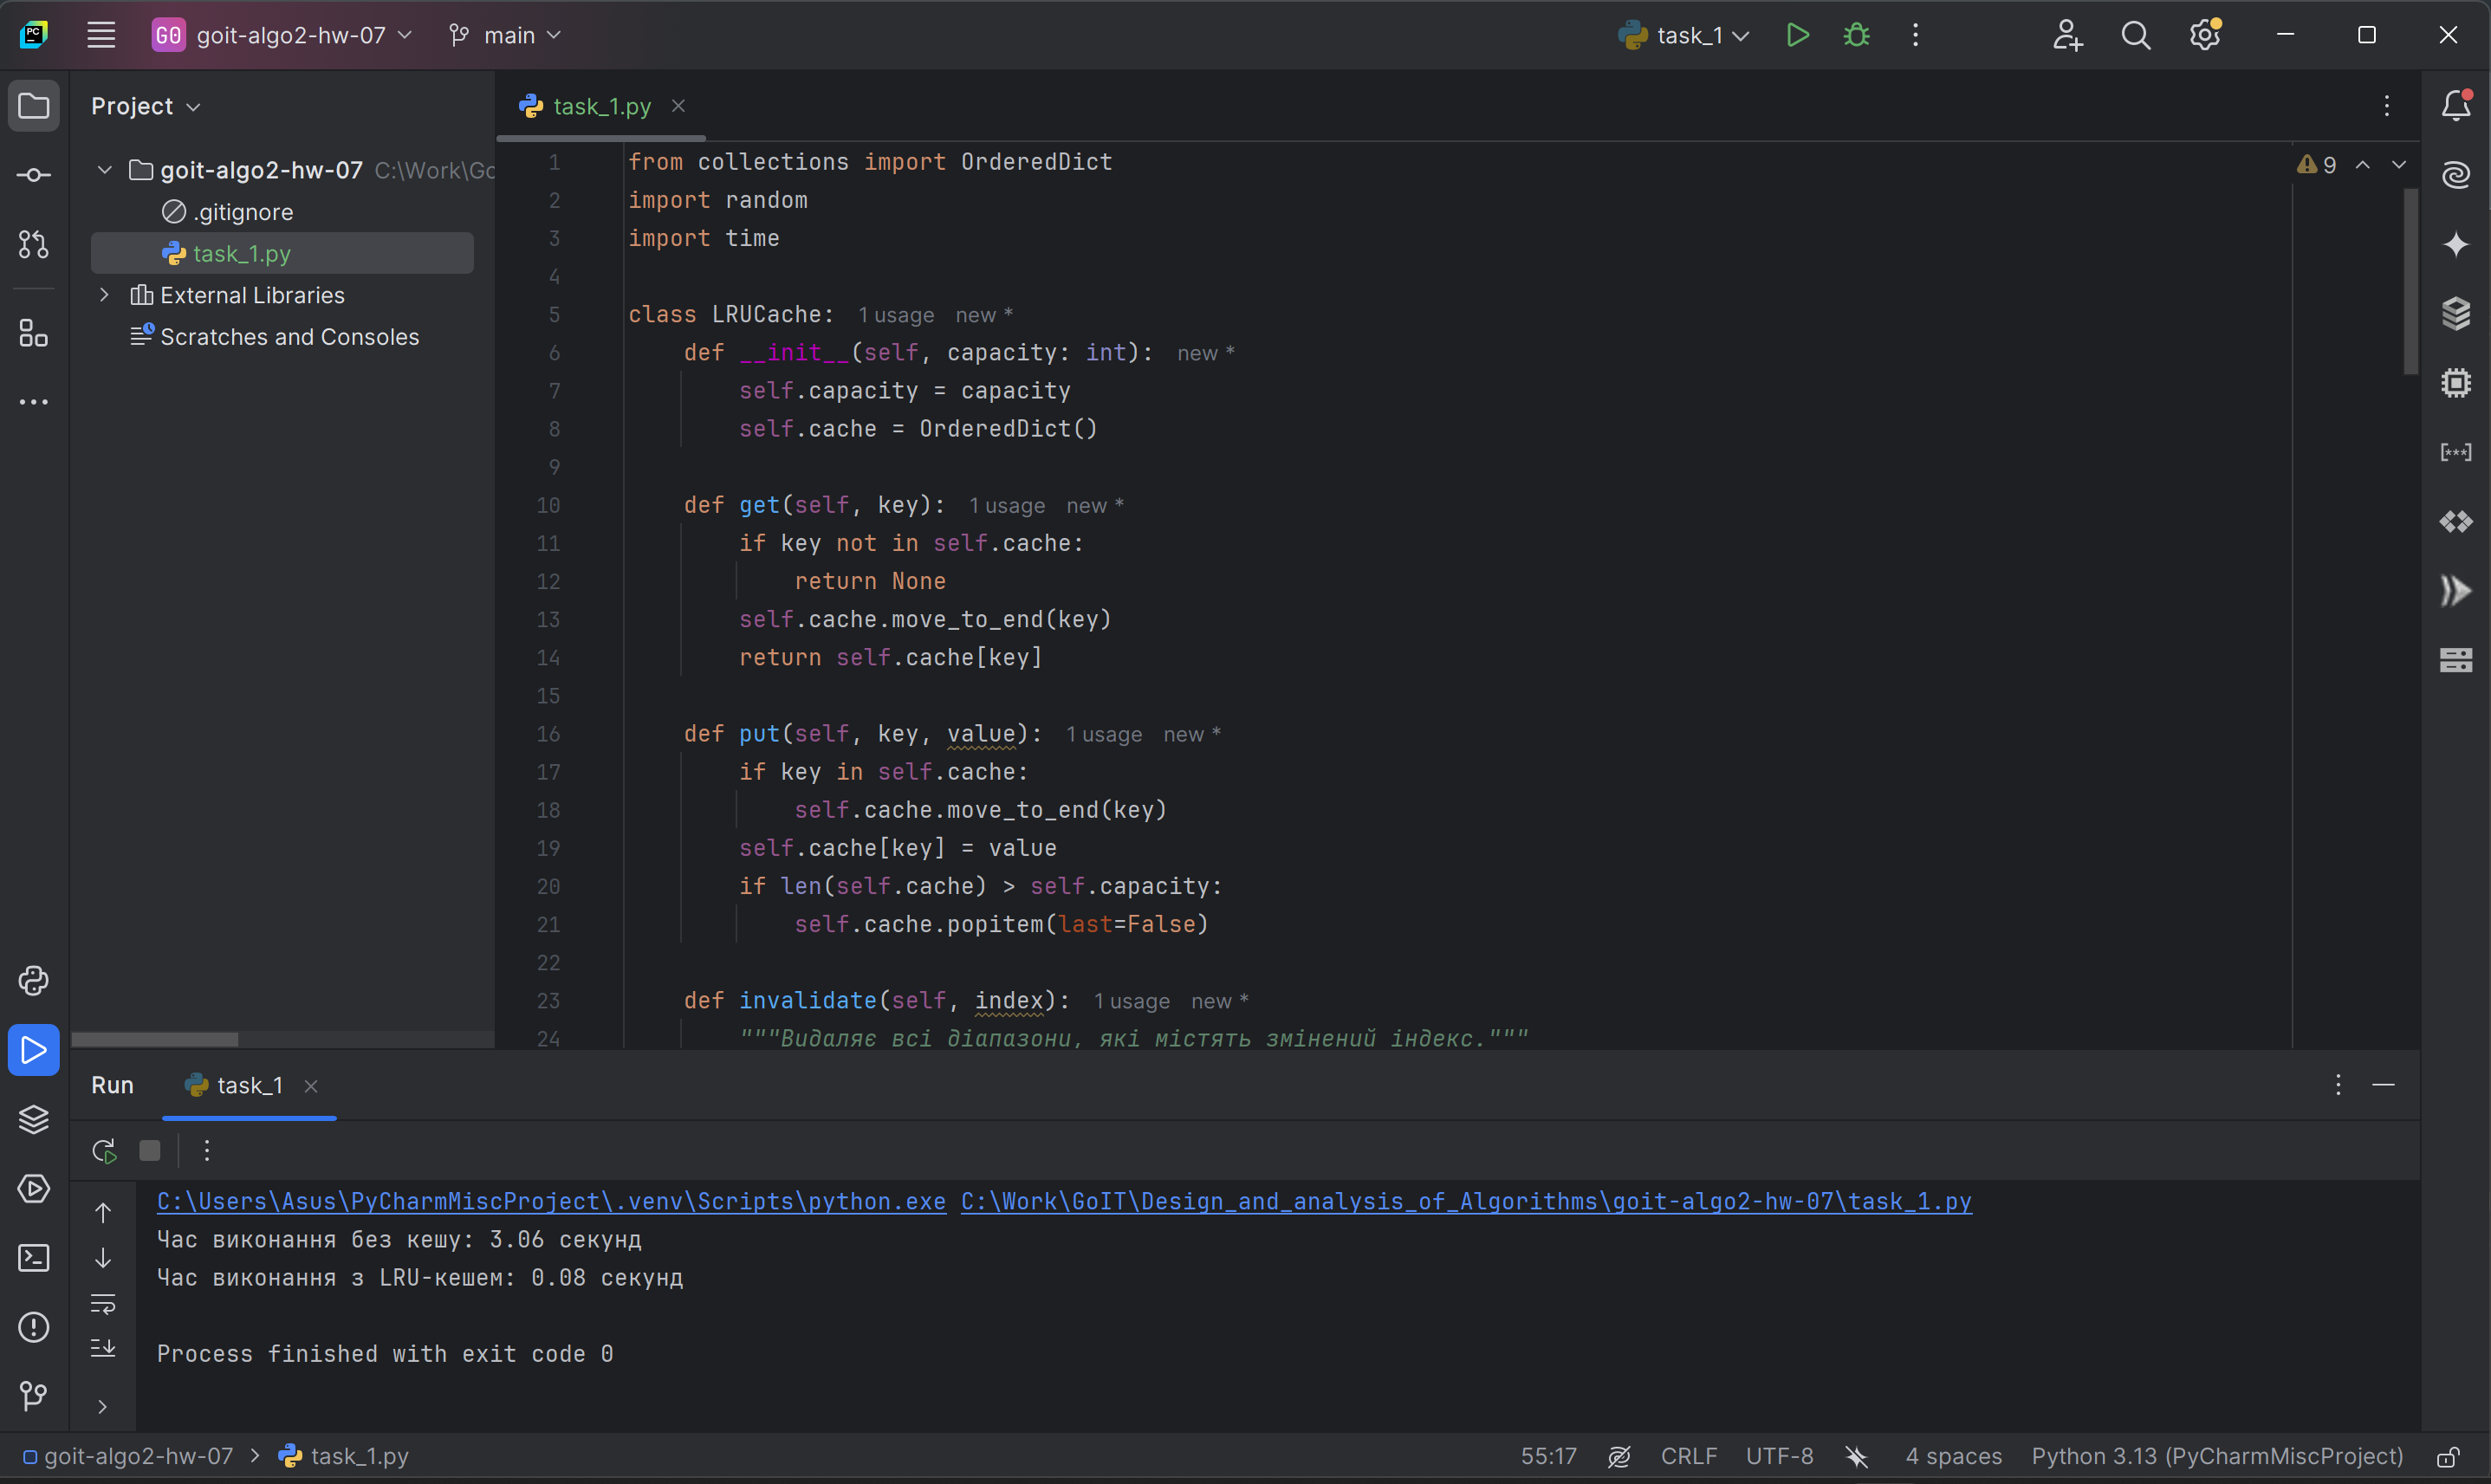 PC
GO goit-algo2-hw-07 main task_1
Project
goit-algo2-hw-07 C:\Work\Go
.gitignore
task_1.py
External Libraries
Scratches and Consoles
task_1.py
9
1 from collections import OrderedDict
2 import random
3 import time
4
5 class LRUCache: 1 usage new *
6 def __init__(self, capacity: int): new *
7 self.capacity = capacity
8 self.cache = OrderedDict()
9
10 def get(self, key): 1 usage new *
11 if key not in self.cache:
12 return None
13 self.cache.move_to_end(key)
14 return self.cache[key]
15
16 def put(self, key, value): 1 usage new *
17 if key in self.cache:
18 self.cache.move_to_end(key)
19 self.cache[key] = value
20 if len(self.cache) > self.capacity:
21 self.cache.popitem(last=False)
22
23 def invalidate(self, index): 1 usage new *
24 """Видаляє всі діапазони, які містять змінений індекс."""
Run task_1
C:\Users\Asus\PyCharmMiscProject\.venv\Scripts\python.exe C:\Work\GoIT\Design_and_analysis_of_Algorithms\goit-algo2-hw-07\task_1.py
Час виконання без кешу: 3.06 секунд
Час виконання з LRU-кешем: 0.08 секунд
Process finished with exit code 0
goit-algo2-hw-07 > task_1.py 55:17 CRLF UTF-8 4 spaces Python 3.13 (PyCharmMiscProject)